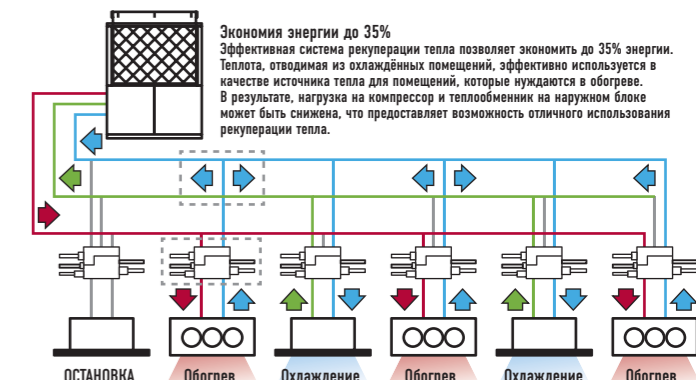 Экономия энергии до 35%
Эффективная система рекуперации тепла позволяет экономить до 35% энергии.
Теплота, отводимая из охлаждённых помещений, эффективно используется в
качестве источника тепла для помещений, которые нуждаются в обогреве.
В результате, нагрузка на компрессор и теплообменник на наружном блоке
может быть снижена, что предоставляет возможность отличного использования
рекуперации тепла.
ОСТАНОВКА
Обогрев
Охлаждение
Обогрев
Охлаждение
Обогрев